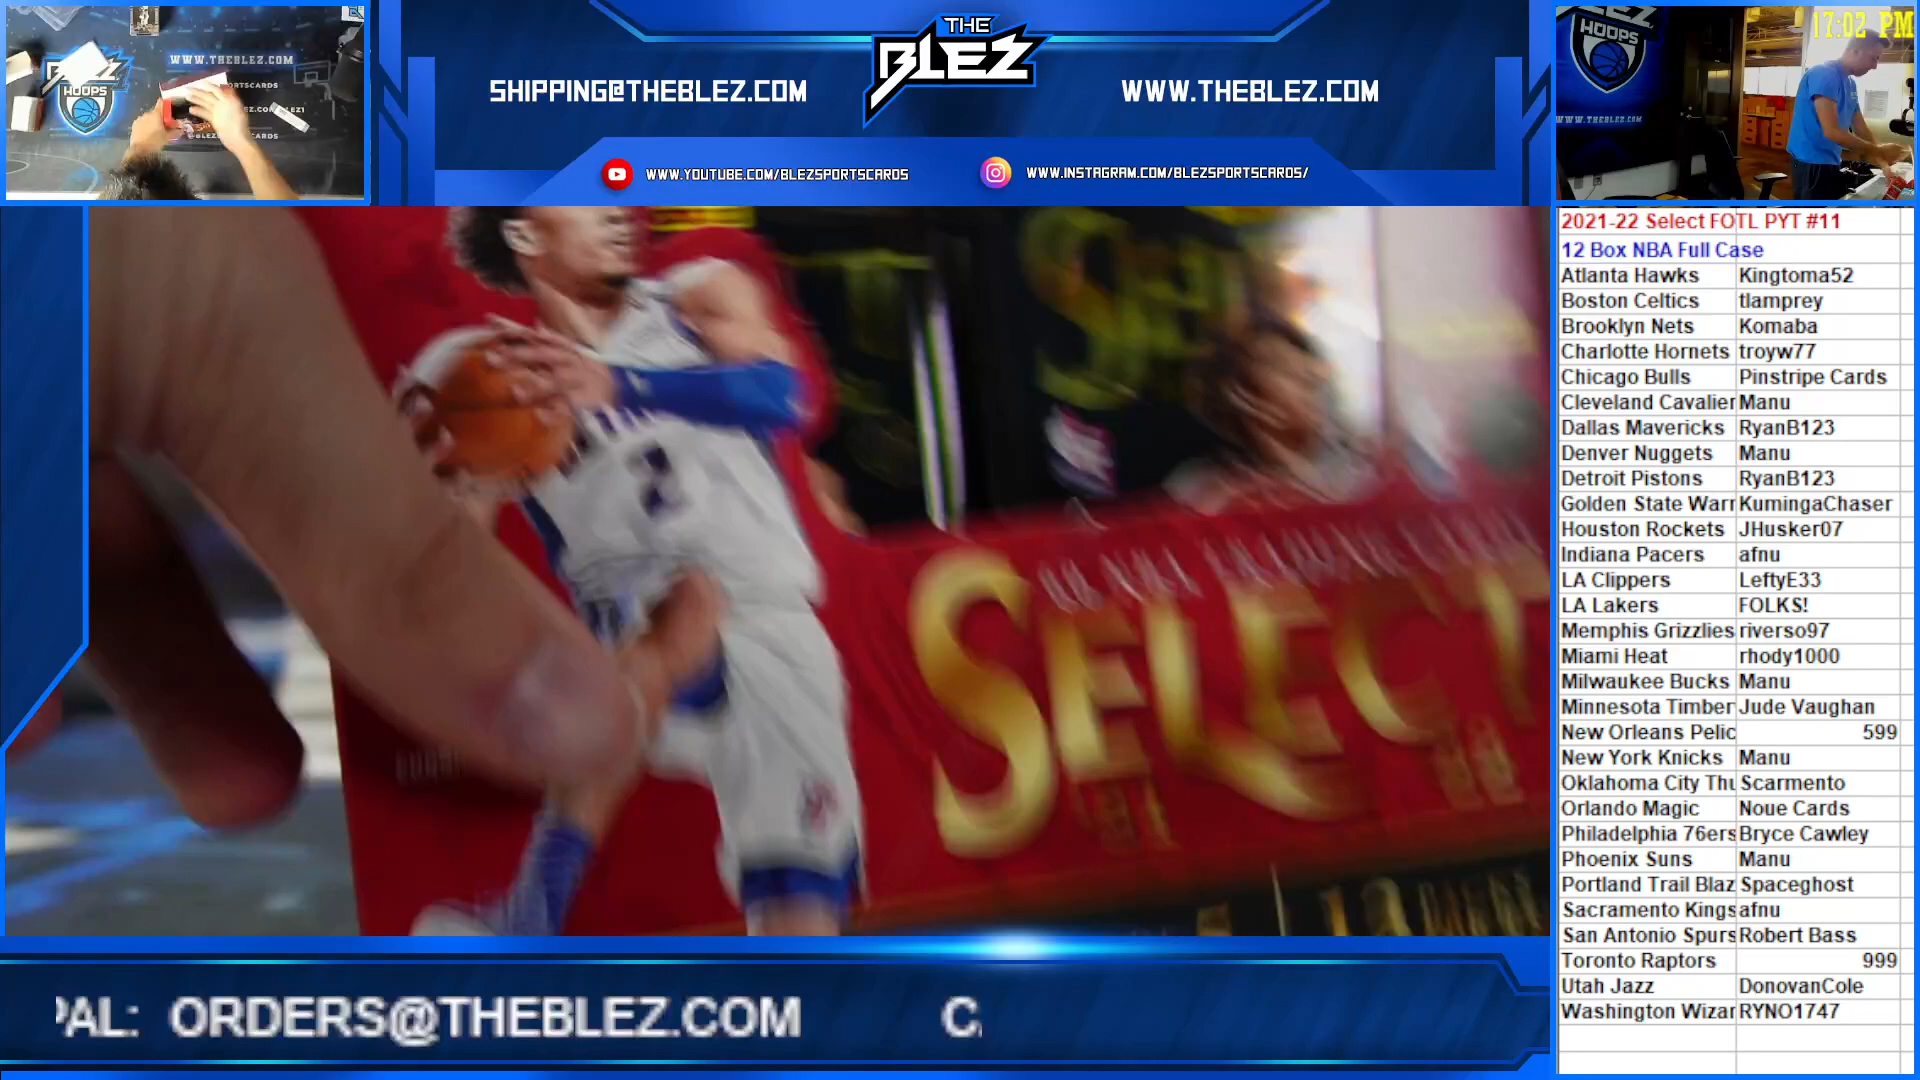 THE
BLEZ
SHIPPING@THEBLEZ.COM
WWW.THEBLEZ.COM
WWW.YOUTUBE.COM/BLEZSPORTSCARDS
WWW.INSTAGRAM.COM/BLEZSPORTSCARDS/
WWW.THEBLEZ.COM
HOOPS
17:02 PM
HOOPS
WWW.THEBLEZ.COM
SELECT
2
2021-22 Select FOTL PYT #11
12 Box NBA Full Case
Atlanta Hawks Kingtoma52
Boston Celtics tlamprey
Brooklyn Nets Komaba
Charlotte Hornets troyw77
Chicago Bulls Pinstripe Cards
Cleveland Cavalier Manu
Dallas Mavericks RyanB123
Denver Nuggets Manu
Detroit Pistons RyanB123
Golden State Warr KumingaChaser
Houston Rockets JHusker07
Indiana Pacers afnu
LA Clippers LeftyE33
LA Lakers FOLKS!
Memphis Grizzlies riverso97
Miami Heat rhody1000
Milwaukee Bucks Manu
Minnesota Timber Jude Vaughan
New Orleans Pelic 599
New York Knicks Manu
Oklahoma City Thu Scarmento
Orlando Magic Noue Cards
Philadelphia 76ers Bryce Cawley
Phoenix Suns Manu
Portland Trail Blaz Spaceghost
Sacramento Kings afnu
San Antonio Spurs Robert Bass
Toronto Raptors 999
Utah Jazz DonovanCole
Washington Wizar RYNO1747
PAL: ORDERS@THEBLEZ.COM C